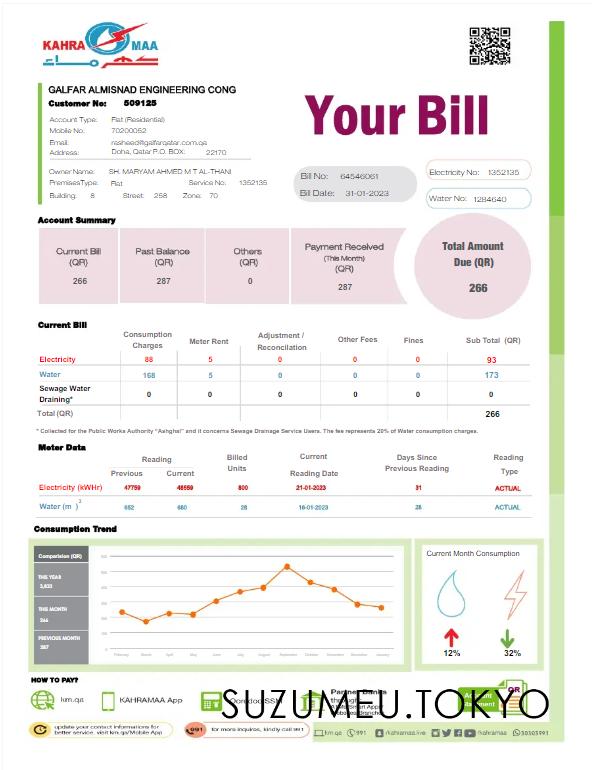 KAHRA MAA
GALFAR ALMISNAD ENGINEERING CONG
Customer No: 509125
Your Bill
Account Type: Flat (Residential)
Mobile No. 70200052
Email: rasheed@galfarqatar.com.qa
Address: Doha, Qatar P.O. BOX: 22170
Owner Name: SH. MARYAM AHMED M T AL-THANI
PremisesType: Flat Service No: 1352135
Building: 8 Street: 258 Zone: 70
Bill No: 64546061
Bill Date: 31-01-2023
Electricity No: 1352135
Water No: 1284640
Account Summary
Current Bill (QR) 266
Past Balance (QR) 287
Others (QR) 0
Payment Received (This Month) (QR) 287
Total Amount Due (QR) 266
Current Bill
Consumption Charges Meter Rent Adjustment / Reconcilation Other Fees Fines Sub Total (QR)
Electricity 88 5 0 0 0 93
Water 168 5 0 0 0 173
Sewage Water Draining* 0 0 0 0 0 0
Total (QR) 266
* Collected for the Public Works Authority "Ashghal" and it concerns Sewage Drainage Service Users. The fee represents 20% of Water consumption charges.
Meter Data
Reading Billed Units Current Reading Date Days Since Previous Reading Reading Type
Previous Current
Electricity (kWHr) 47759 48559 800 21-01-2023 31 ACTUAL
Water (m3) 652 680 28 18-01-2023 28 ACTUAL
Consumption Trend
Comparision (QR)
THIS YEAR
THIS MONTH
266
PREVIOUS MONTH
287
February March April May June July August September October November December January
Current Month Consumption
12% 32%
HOW TO PAY?
km.qa
KAHRAMAA App
Ooredoo SSM
Partner Banks
through
QR
SUZUMEU.TOKYO
update your contact informations for
better service. visit km.qa/Mobile App
991 for more inquires, kindly call 991
km.qa 991 /kahramaa.live /kahramaa 30303991